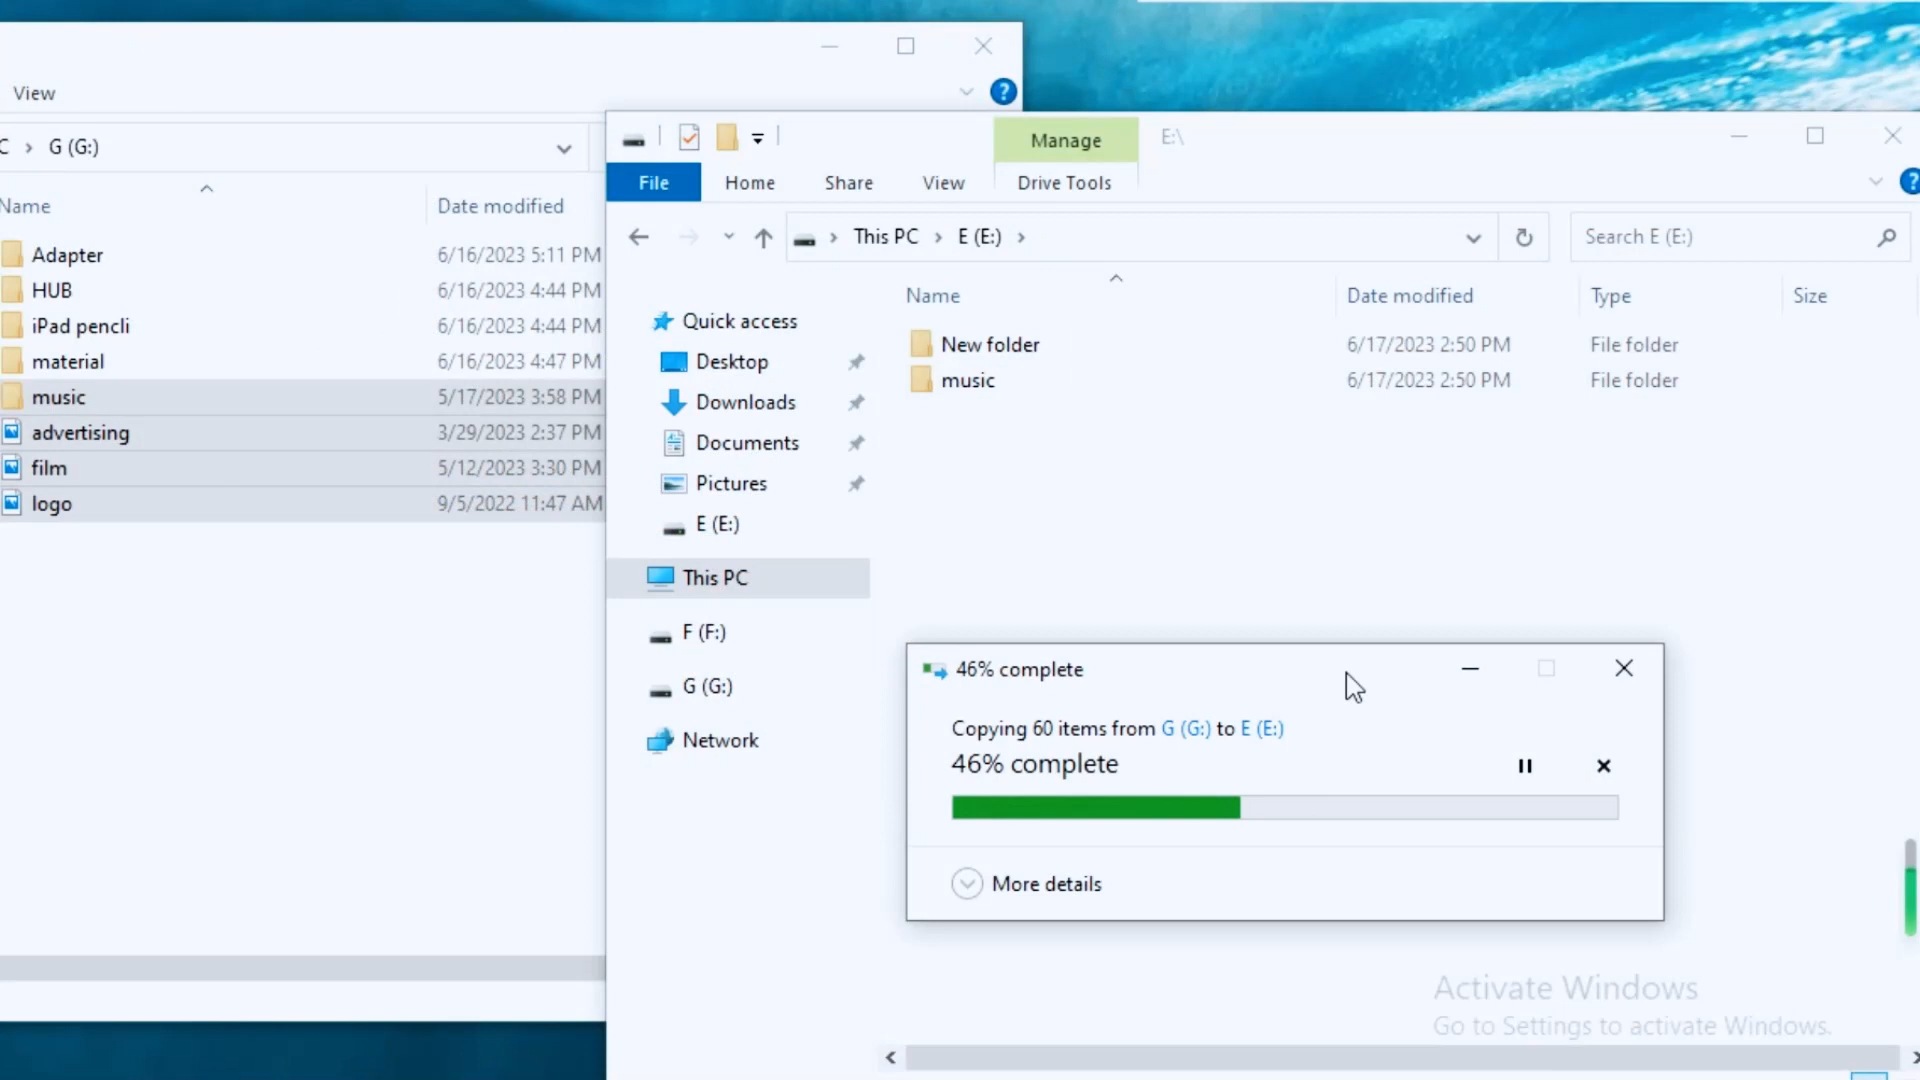 View
C > G (G:)
Name
Date modified
Adapter
6/16/2023 5:11 PM
HUB
6/16/2023 4:44 PM
iPad pencli
6/16/2023 4:44 PM
material
6/16/2023 4:47 PM
music
5/17/2023 3:58 PM
advertising
3/29/2023 2:37 PM
film
5/12/2023 3:30 PM
logo
9/5/2022 11:47 AM
Manage
E:\
File
Home
Share
View
Drive Tools
This PC > E (E:) >
Search E (E:)
Quick access
Desktop
Downloads
Documents
Pictures
E (E:)
This PC
F (F:)
G (G:)
Network
Name
Date modified
Type
Size
New folder
6/17/2023 2:50 PM
File folder
music
6/17/2023 2:50 PM
File folder
46% complete
Copying 60 items from G (G:) to E (E:)
46% complete
More details
Activate Windows
Go to Settings to activate Windows.